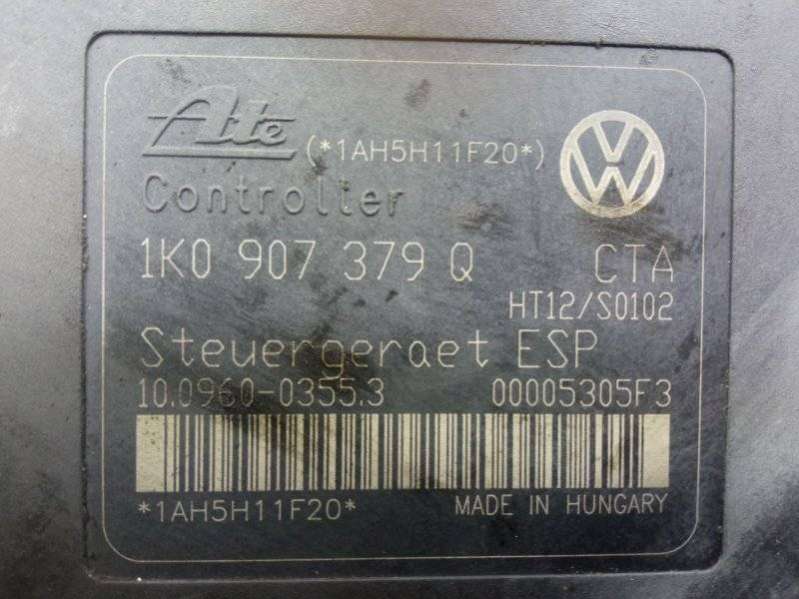 Ate (*1AH5H11F20*)
Controller
1K0 907 379 Q CTA
HT12/S0102
Steuergeraet ESP
10.0960-0355.3 00005305F3
*1AH5H11F20* MADE IN HUNGARY